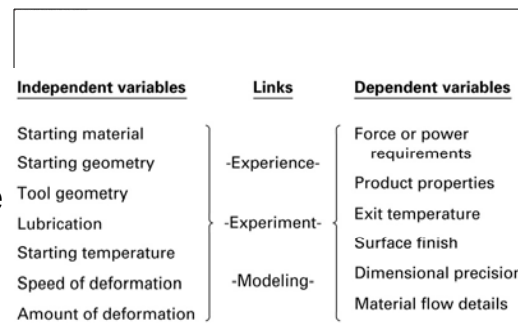 Independent variables
Starting material
Starting geometry
Tool geometry
Lubrication
Starting temperature
Speed of deformation
Amount of deformation
Links
-Experience-
-Experiment-
-Modeling-
Dependent variables
Force or power
requirements
Product properties
Exit temperature
Surface finish
Dimensional precision
Material flow details